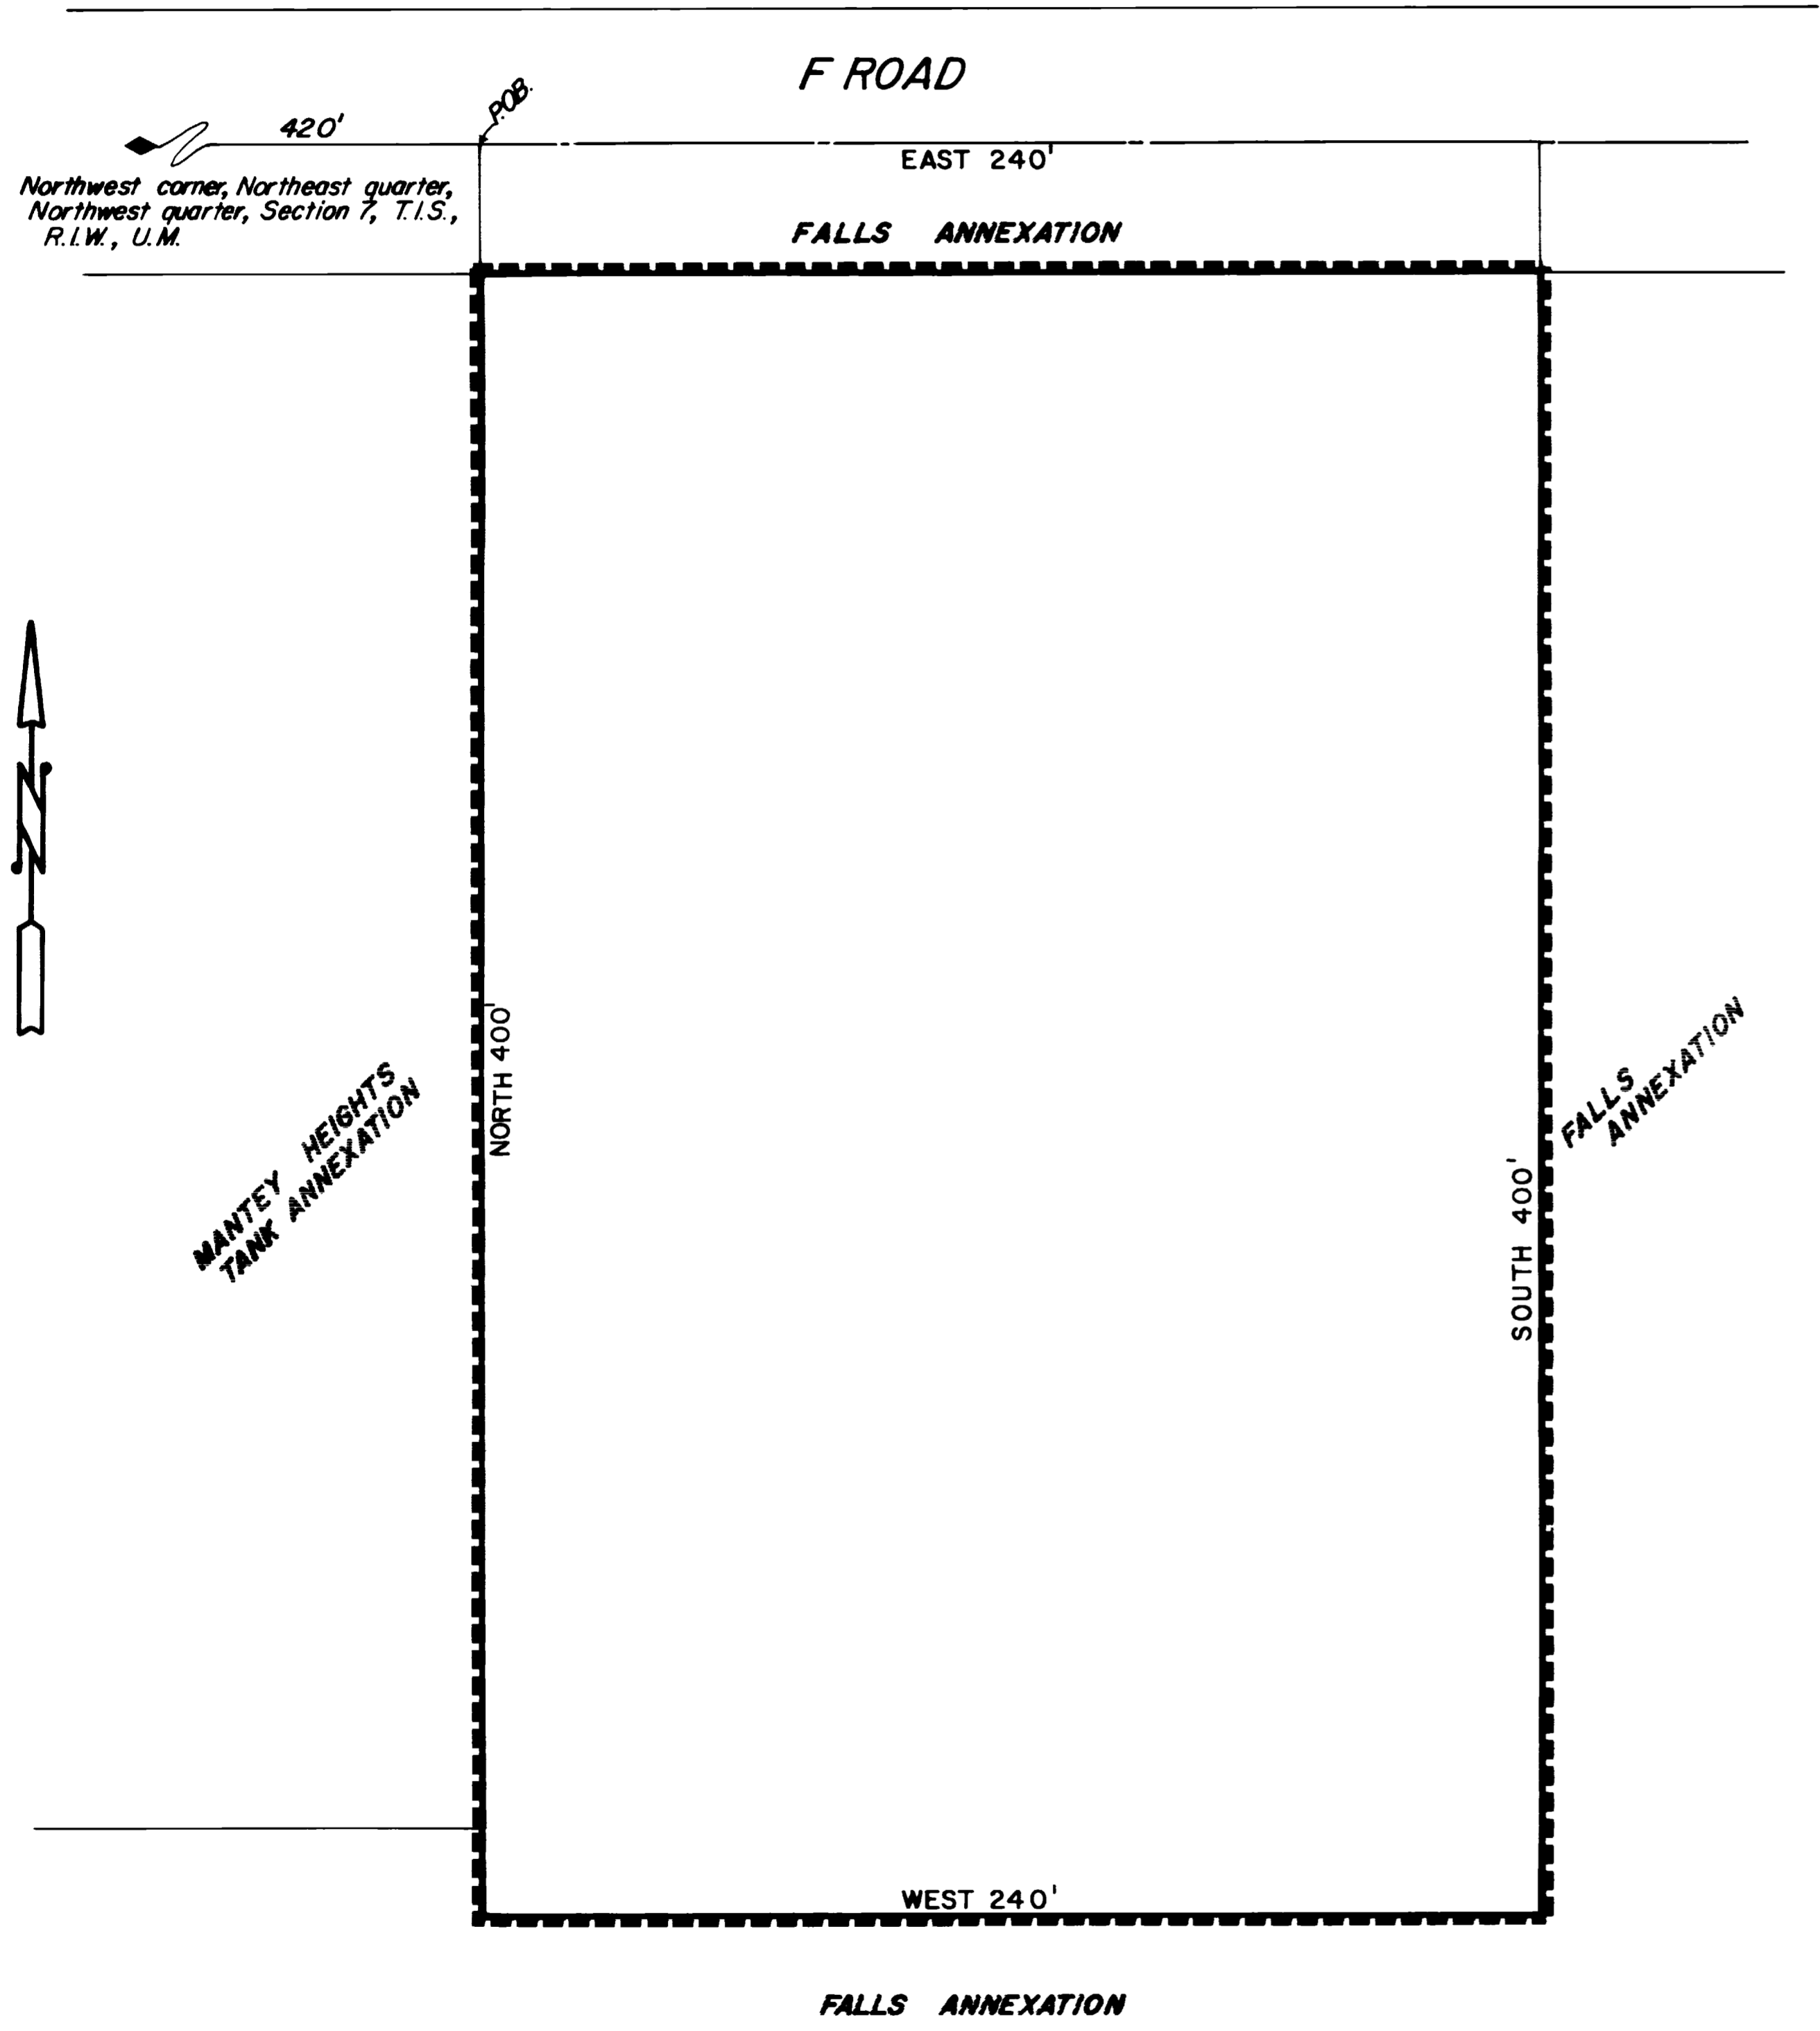 F ROAD
P.O.B.
420'
EAST 240'
Northwest corner, Northeast quarter,
Northwest quarter, Section 7, T.1.S.,
R.1.W., U.M.
FALLS ANNEXATION
N
NORTH 400'
MANTEY HEIGHTS
TANK ANNEXATION
FALLS
ANNEXATION
SOUTH 400'
WEST 240'
FALLS ANNEXATION